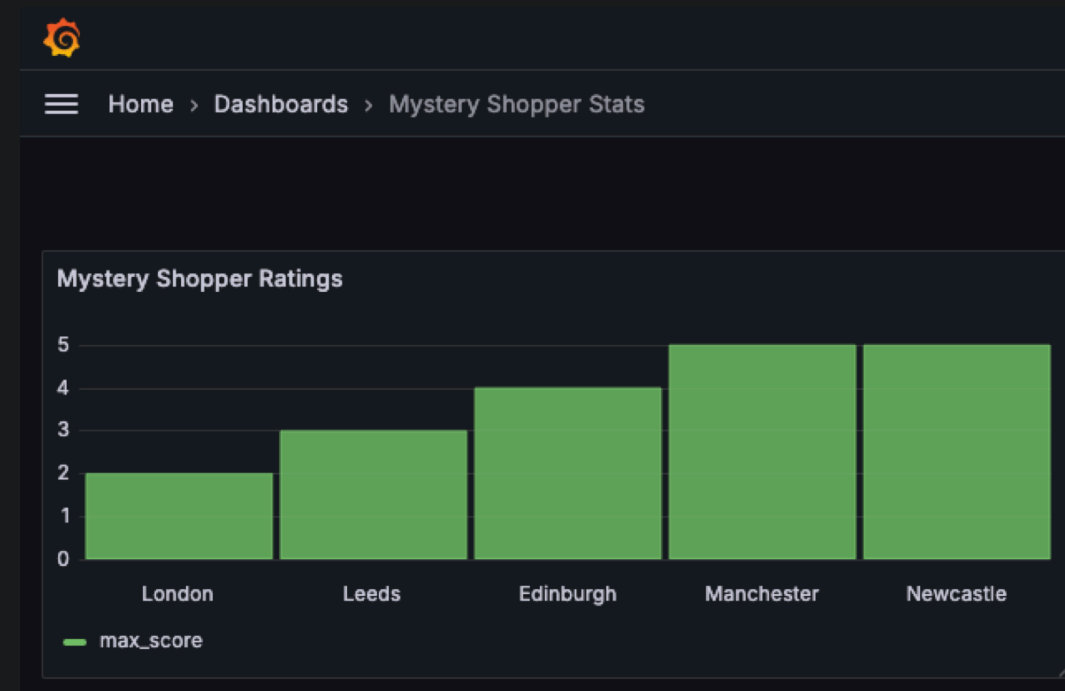 Home > Dashboards > Mystery Shopper Stats
Mystery Shopper Ratings
5
4
3
2
1
0
London Leeds Edinburgh Manchester Newcastle
max_score